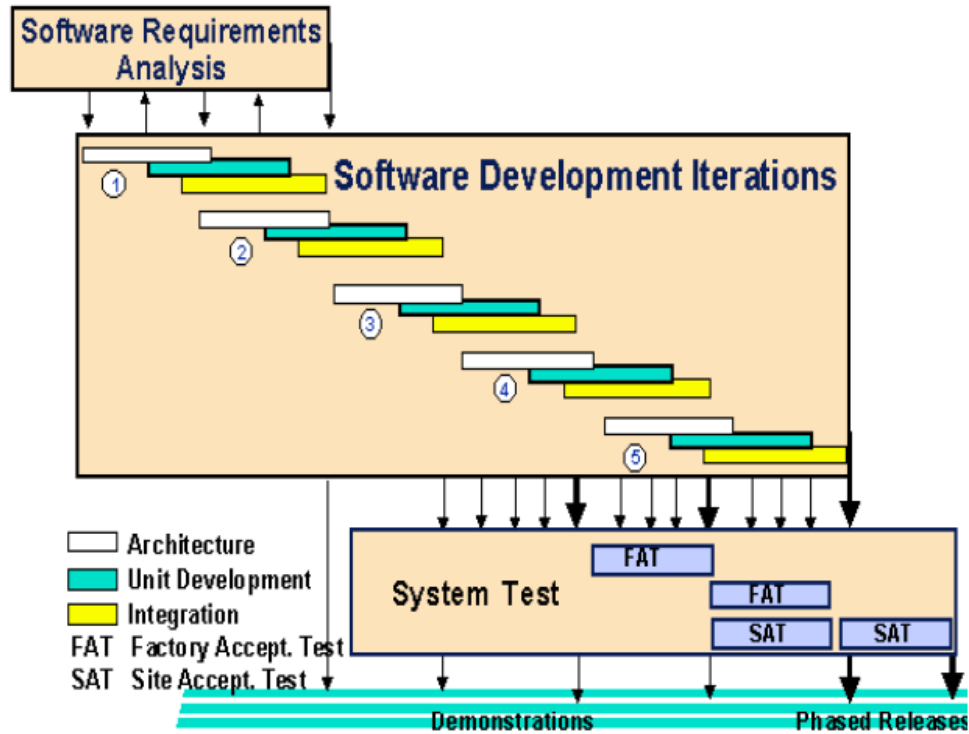 Software Requirements
Analysis
Software Development Iterations
1
2
3
4
5
Architecture
Unit Development
Integration
FAT Factory Accept. Test
SAT Site Accept. Test
System Test
FAT
FAT
SAT
SAT
Demonstrations
Phased Releases